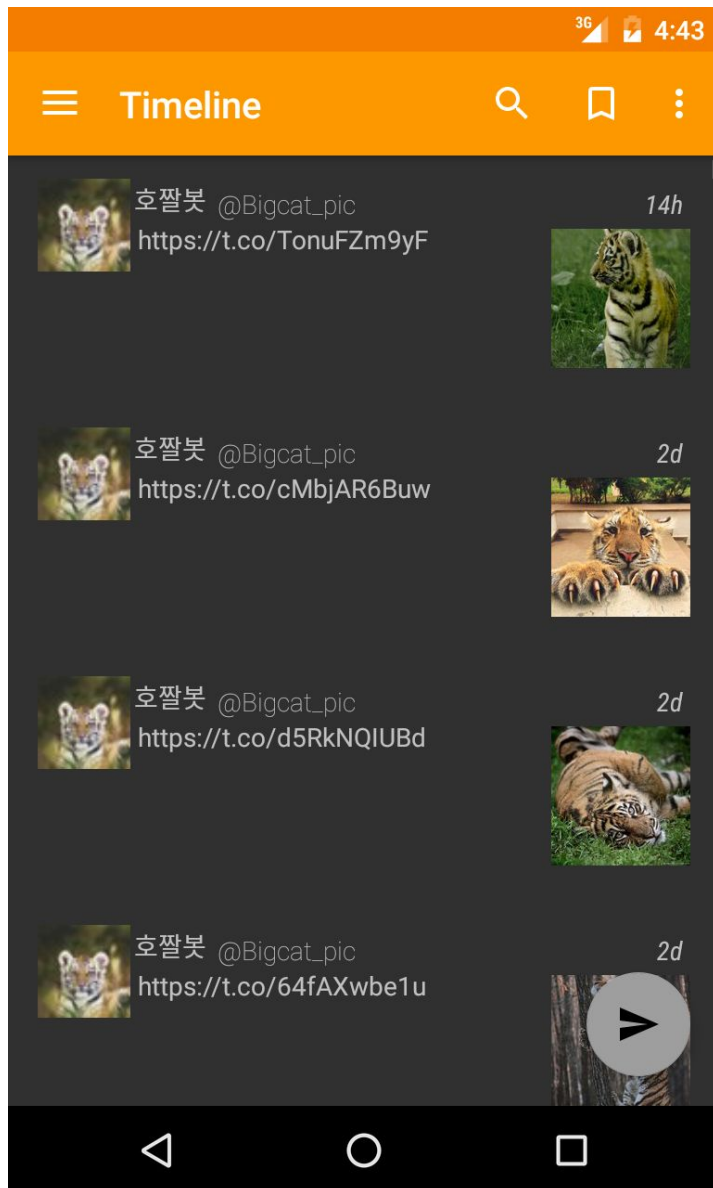 3G 4:43
Timeline
호짤봇 @Bigcat_pic 14h
https://t.co/TonuFZm9yF
호짤봇 @Bigcat_pic 2d
https://t.co/cMbjAR6Buw
호짤봇 @Bigcat_pic 2d
https://t.co/d5RkNQIUBd
호짤봇 @Bigcat_pic 2d
https://t.co/64fAXwbe1u